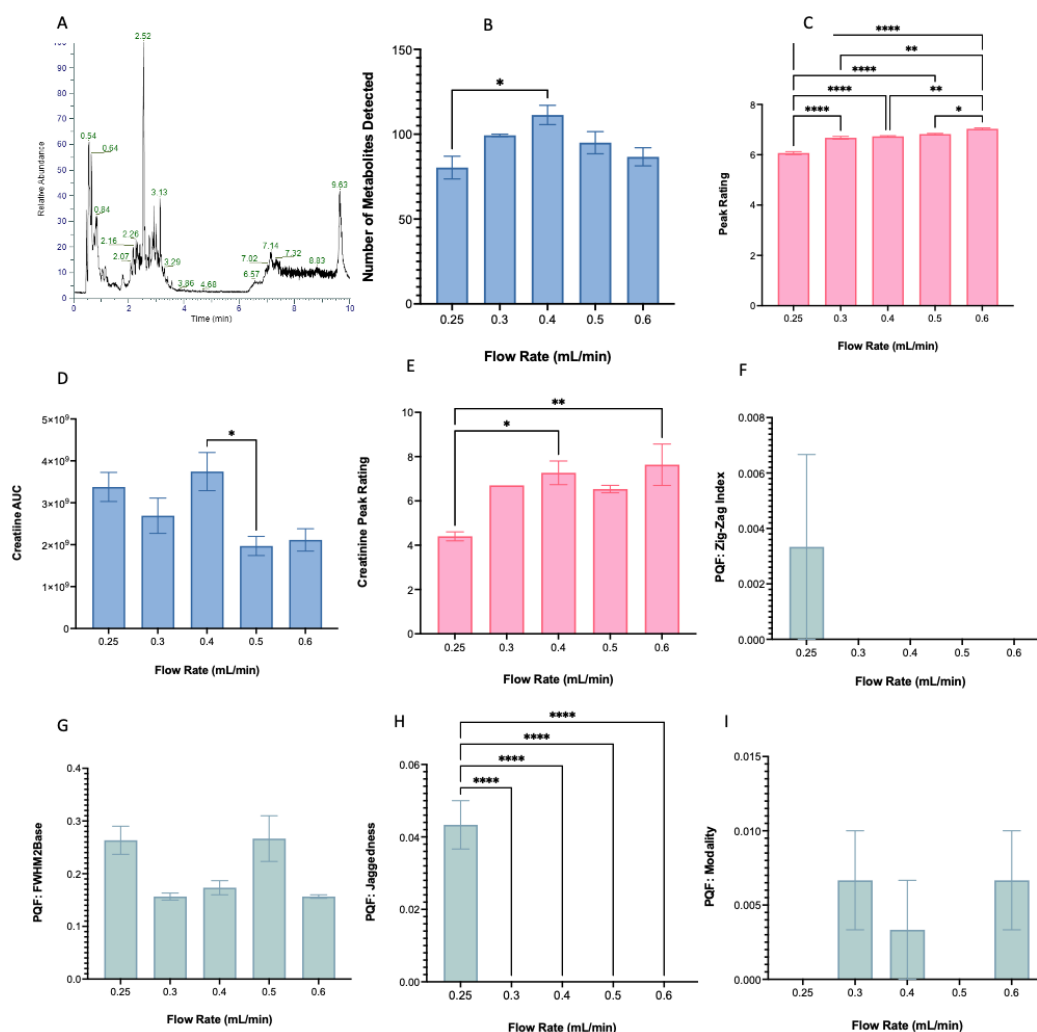 A
100
90
80
70
60
50
40
30
20
10
0
Relative Abundance
2.52
0.54
0.64
0.84
2.16
2.26
2.07
3.13
3.29
3.86
4.68
6.57
7.02
7.14
7.32
8.83
9.63
0 2 4 6 7 9 10
Time (min)
B
150
100
50
0
Number of Metabolites Detected
*
0.25 0.3 0.4 0.5 0.6
Flow Rate (mL/min)
C
****
**
****
**** **
**** *
8
6
4
2
0
Peak Rating
0.25 0.3 0.4 0.5 0.6
Flow Rate (mL/min)
D
5×10⁹
4×10⁹
3×10⁹
2×10⁹
1×10⁹
0
Creatinine AUC
*
0.25 0.3 0.4 0.5 0.6
Flow Rate (mL/min)
E
10
8
6
4
2
0
Creatinine Peak Rating
**
*
0.25 0.3 0.4 0.5 0.6
Flow Rate (mL/min)
F
0.008
0.006
0.004
0.002
0.000
PQF: Zig-Zag Index
0.25 0.3 0.4 0.5 0.6
Flow Rate (mL/min)
G
0.4
0.3
0.2
0.1
0.0
PQF: FWHM2Base
0.25 0.3 0.4 0.5 0.6
Flow Rate (mL/min)
H
0.06
0.04
0.02
0.00
PQF: Jaggedness
****
****
****
****
0.25 0.3 0.4 0.5 0.6
Flow Rate (mL/min)
I
0.015
0.010
0.005
0.000
PQF: Modality
0.25 0.3 0.4 0.5 0.6
Flow Rate (mL/min)